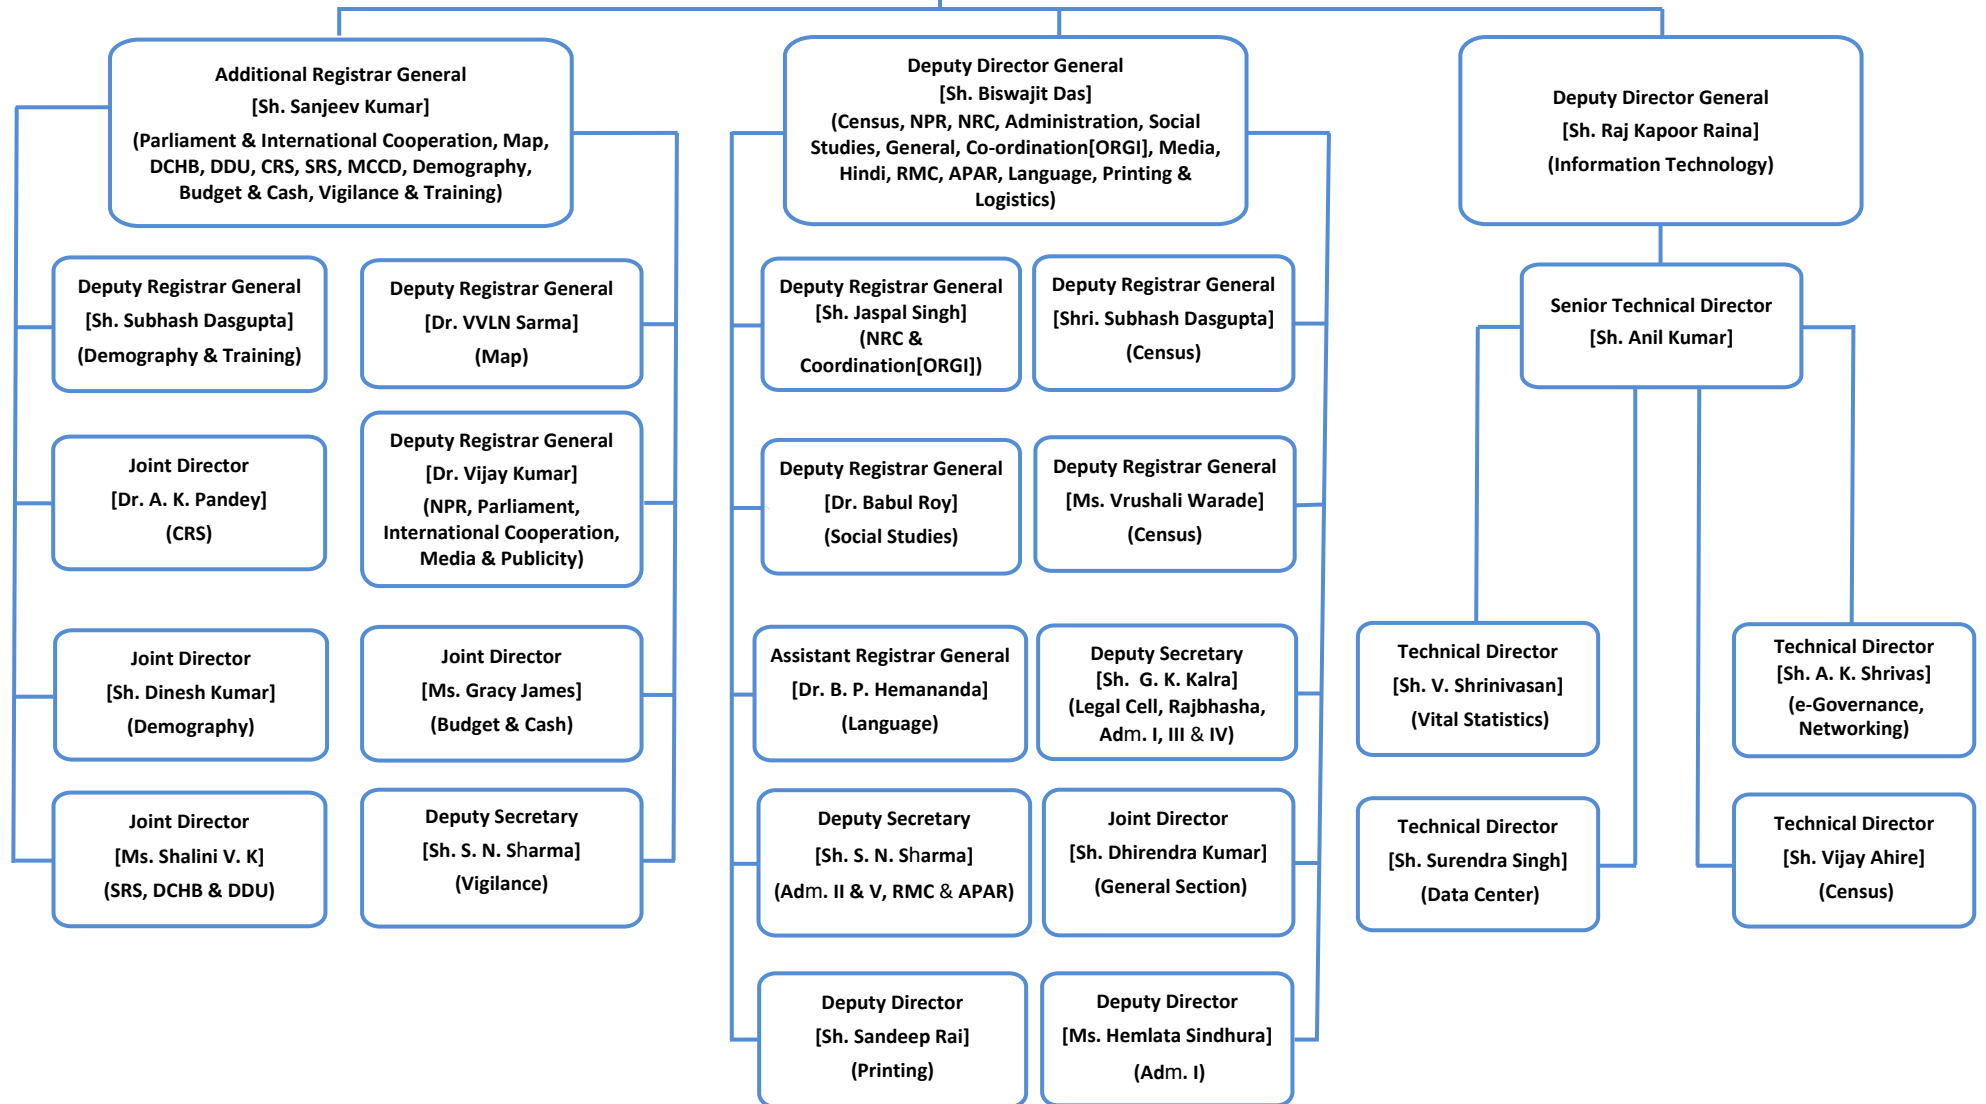 Additional Registrar General
[Sh. Sanjeev Kumar]
(Parliament & International Cooperation, Map,
DCHB, DDU, CRS, SRS, MCCD, Demography,
Budget & Cash, Vigilance & Training)
Deputy Director General
[Sh. Biswajit Das]
(Census, NPR, NRC, Administration, Social
Studies, General, Co-ordination[ORGI], Media,
Hindi, RMC, APAR, Language, Printing &
Logistics)
Deputy Director General
[Sh. Raj Kapoor Raina]
(Information Technology)
Deputy Registrar General
[Sh. Subhash Dasgupta]
(Demography & Training)
Deputy Registrar General
[Dr. VVLN Sarma]
(Map)
Deputy Registrar General
[Sh. Jaspal Singh]
(NRC &
Coordination[ORGI])
Deputy Registrar General
[Shri. Subhash Dasgupta]
(Census)
Senior Technical Director
[Sh. Anil Kumar]
Joint Director
[Dr. A. K. Pandey]
(CRS)
Deputy Registrar General
[Dr. Vijay Kumar]
(NPR, Parliament,
International Cooperation,
Media & Publicity)
Deputy Registrar General
[Dr. Babul Roy]
(Social Studies)
Deputy Registrar General
[Ms. Vrushali Warade]
(Census)
Joint Director
[Sh. Dinesh Kumar]
(Demography)
Joint Director
[Ms. Gracy James]
(Budget & Cash)
Assistant Registrar General
[Dr. B. P. Hemananda]
(Language)
Deputy Secretary
[Sh. G. K. Kalra]
(Legal Cell, Rajbhasha,
Adm. I, III & IV)
Technical Director
[Sh. V. Shrinivasan]
(Vital Statistics)
Technical Director
[Sh. A. K. Shrivas]
(e-Governance,
Networking)
Joint Director
[Ms. Shalini V. K]
(SRS, DCHB & DDU)
Deputy Secretary
[Sh. S. N. Sharma]
(Vigilance)
Deputy Secretary
[Sh. S. N. Sharma]
(Adm. II & V, RMC & APAR)
Joint Director
[Sh. Dhirendra Kumar]
(General Section)
Technical Director
[Sh. Surendra Singh]
(Data Center)
Technical Director
[Sh. Vijay Ahire]
(Census)
Deputy Director
[Sh. Sandeep Rai]
(Printing)
Deputy Director
[Ms. Hemlata Sindhura]
(Adm. I)